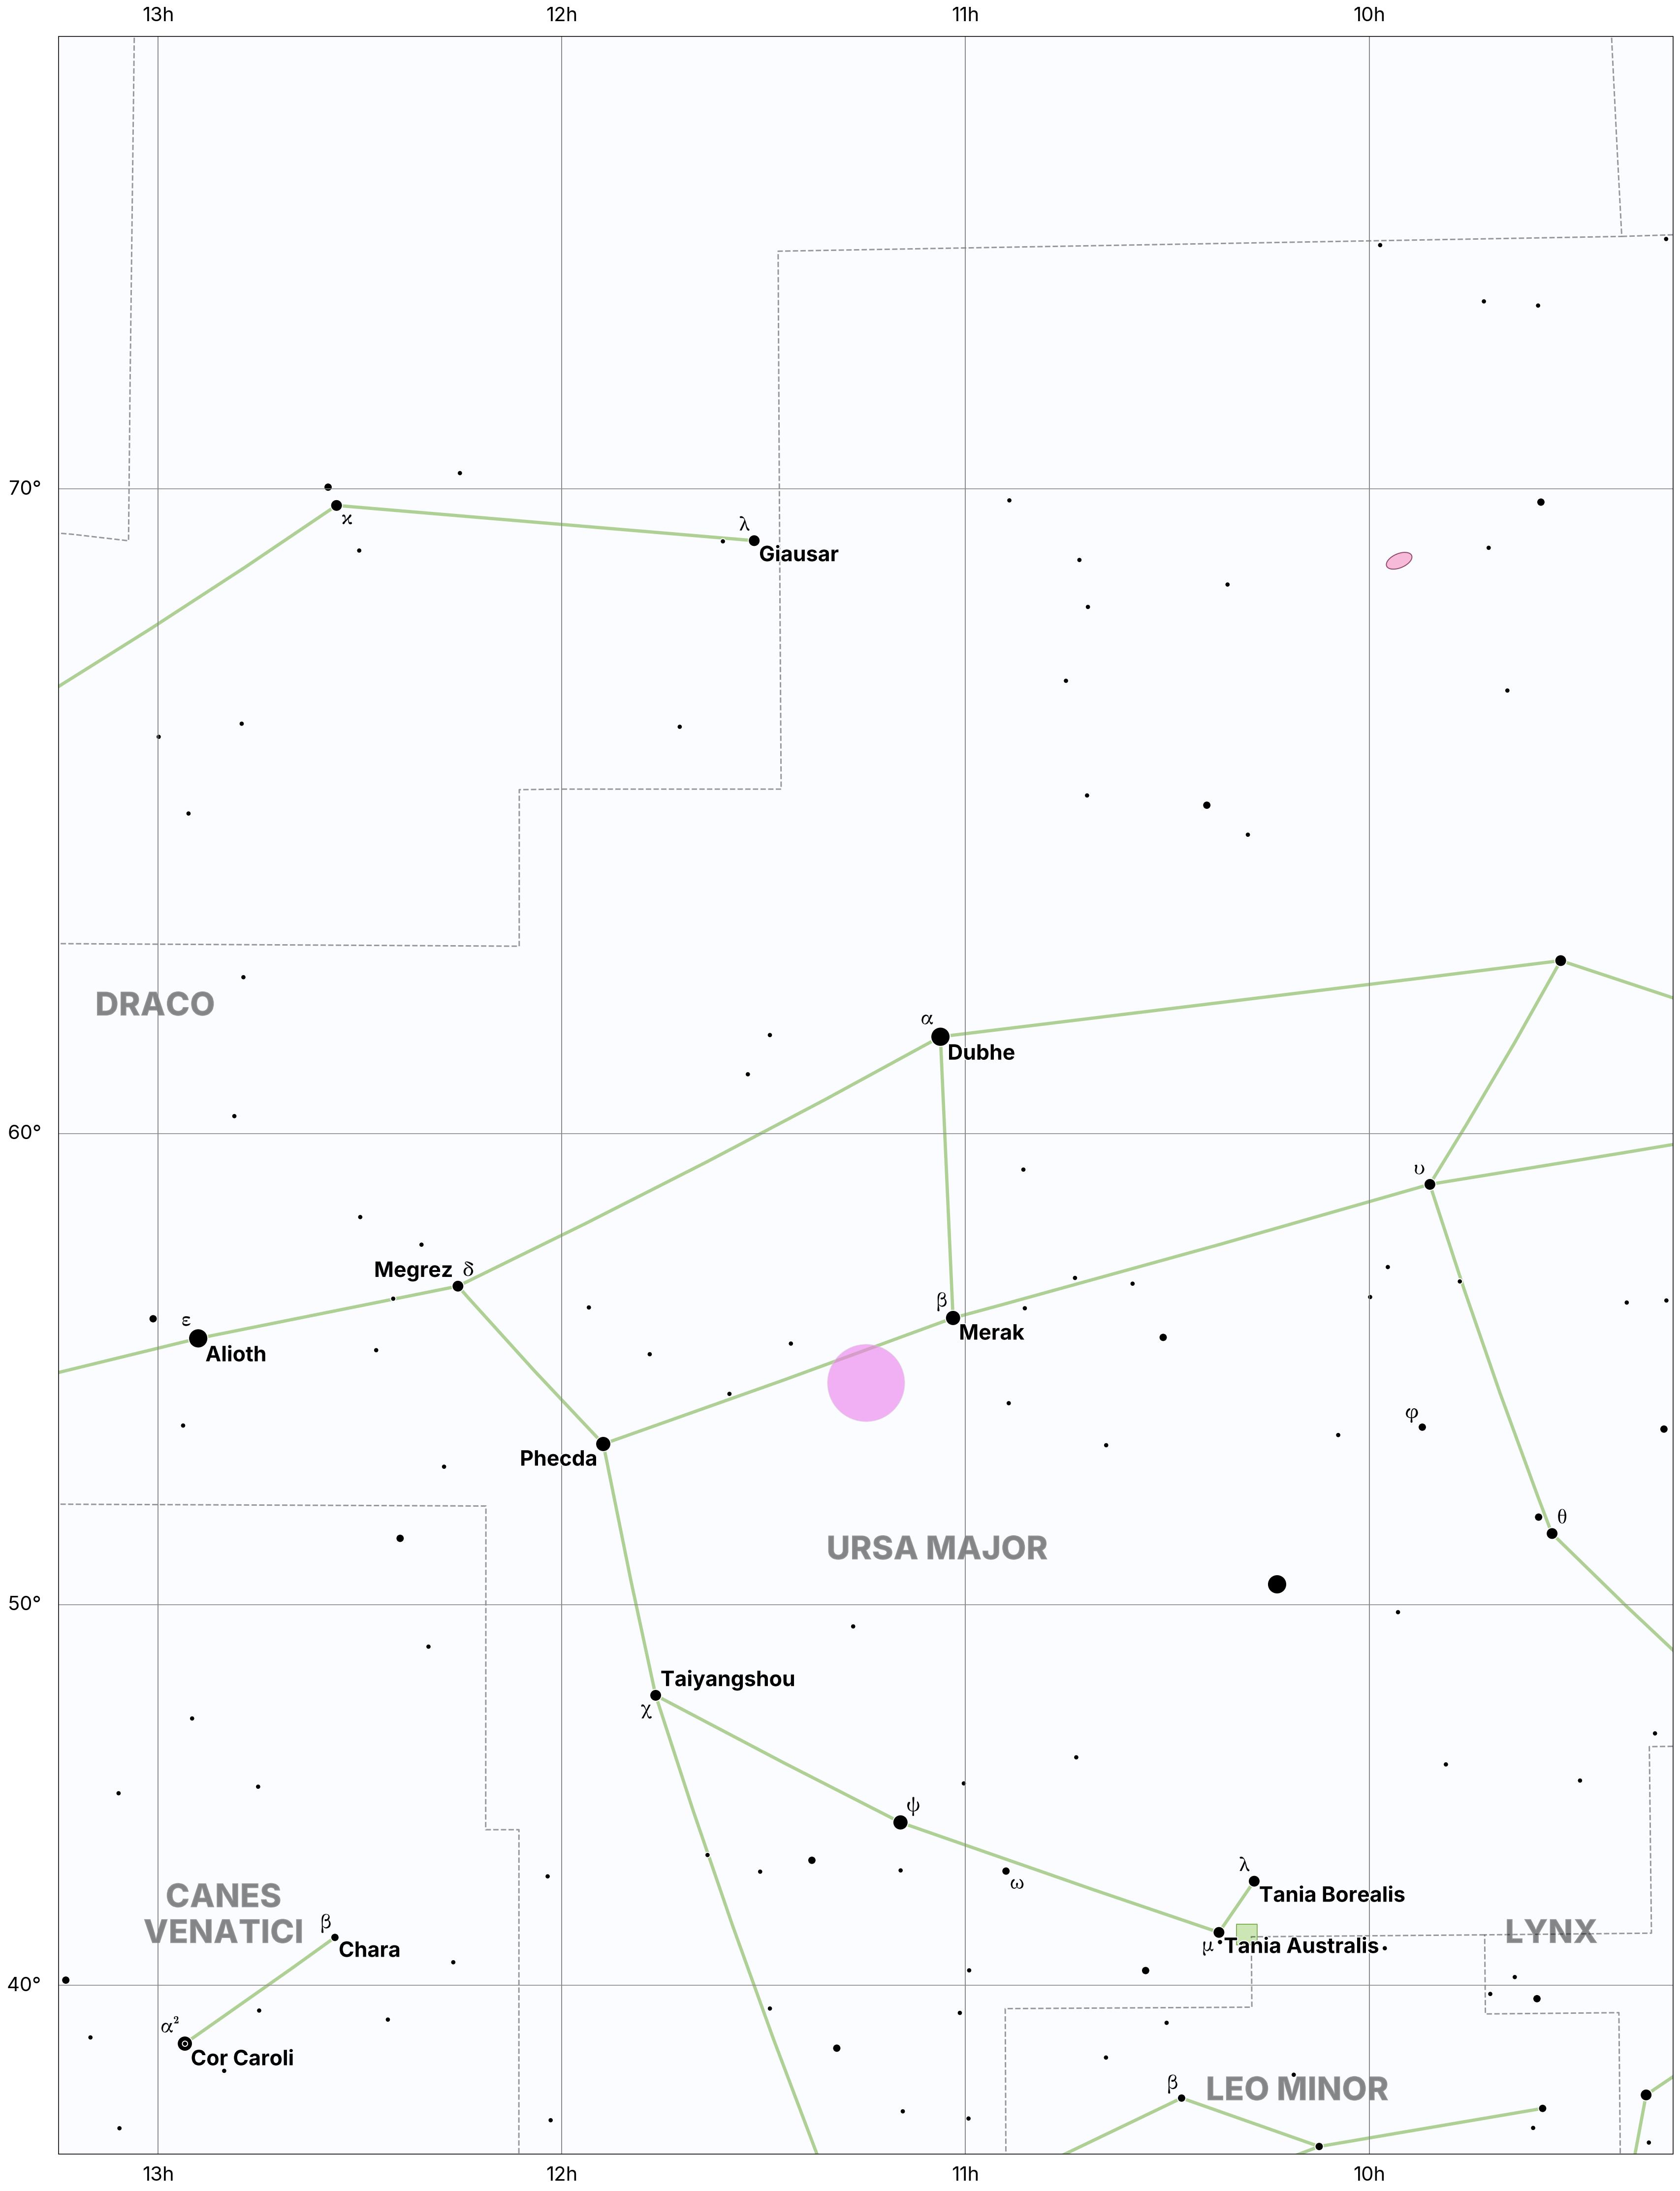 13h 12h 11h 10h
70°
ϰ
λ
Giausar
DRACO
α
Dubhe
60°
υ
Megrez δ
β
Merak
ε
Alioth
φ
Phecda
θ
URSA MAJOR
50°
Taiyangshou
χ
ψ
λ
Tania Borealis
ω
CANES
VENATICI
β
Chara
LYNX
μ Tania Australis
40°
α²
Cor Caroli
β
LEO MINOR
13h 12h 11h 10h